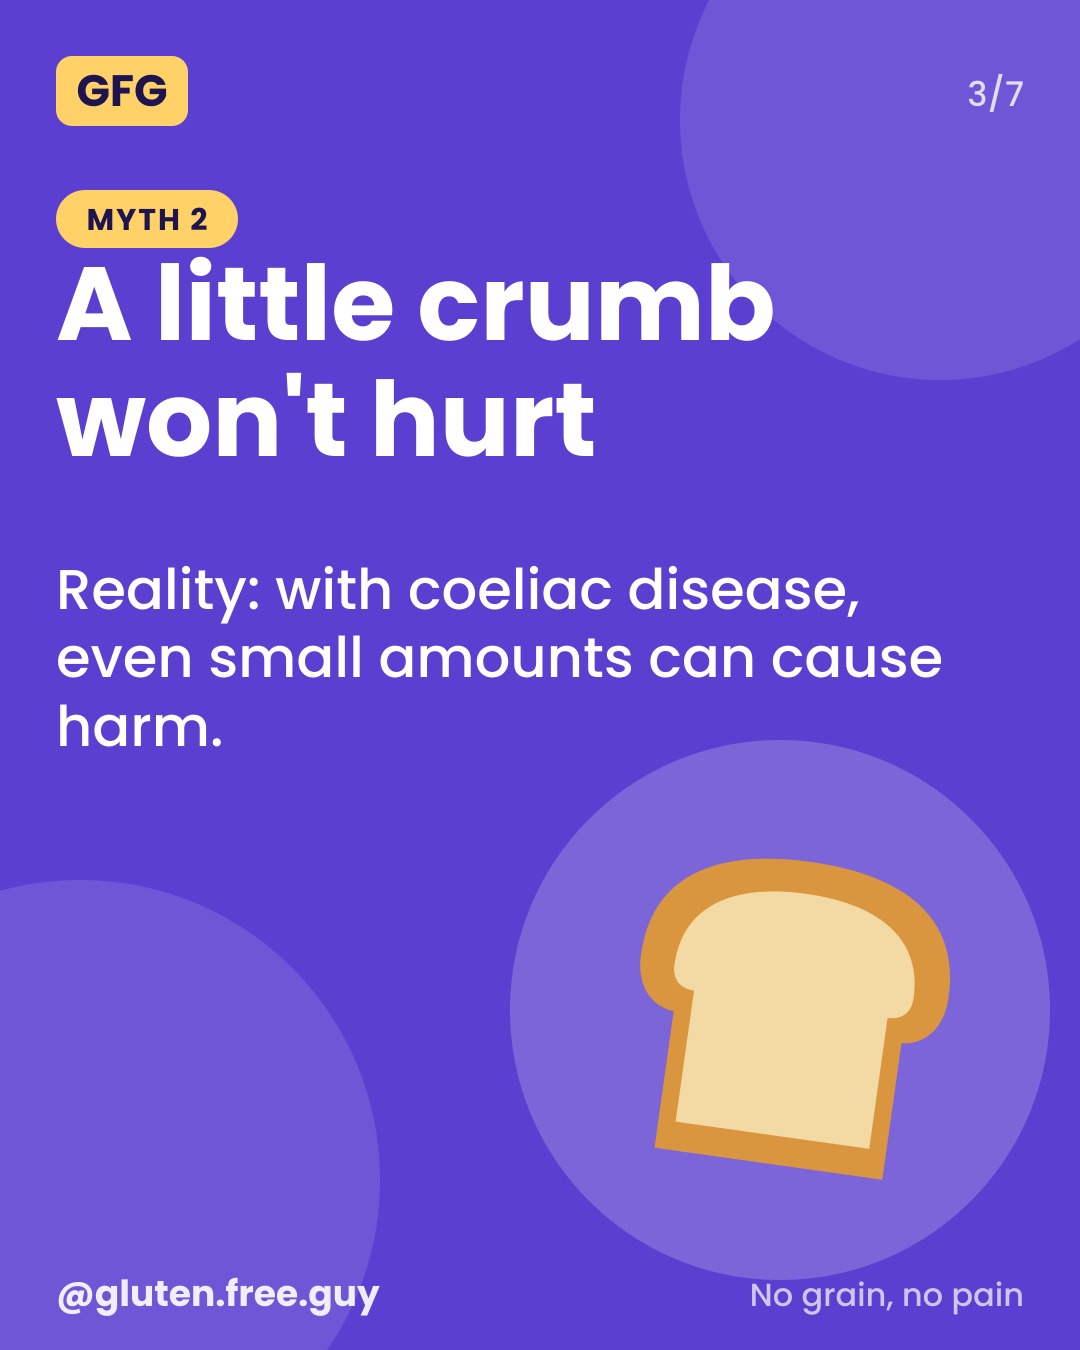 GFG
3/7
MYTH 2
A little crumb
won't hurt
Reality: with coeliac disease,
even small amounts can cause
harm.
@gluten.free.guy
No grain, no pain